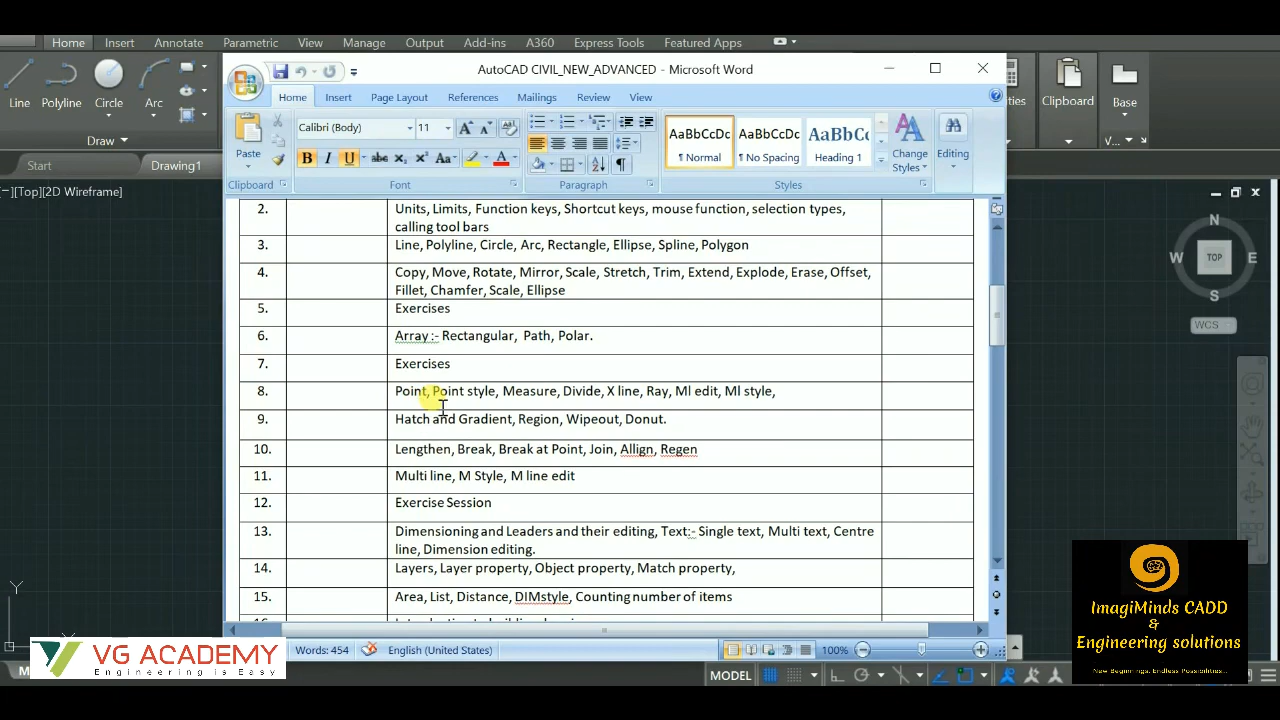 Home Insert Annotate Parametric View Manage Output Add-ins A360 Express Tools Featured Apps
AutoCAD CIVIL_NEW_ADVANCED - Microsoft Word
Line Polyline Circle Arc
Draw
Clipboard Base
V...
Start Drawing1
[−][Top][2D Wireframe]
Home Insert Page Layout References Mailings Review View
Paste
Clipboard
Calibri (Body) 11
B I U abc x₂ x² Aa
Font
Paragraph
AaBbCcDc AaBbCcDc AaBbCc
¶ Normal ¶ No Spacing Heading 1
Change Styles
Styles
Editing
2. Units, Limits, Function keys, Shortcut keys, mouse function, selection types,
calling tool bars
3. Line, Polyline, Circle, Arc, Rectangle, Ellipse, Spline, Polygon
4. Copy, Move, Rotate, Mirror, Scale, Stretch, Trim, Extend, Explode, Erase, Offset,
Fillet, Chamfer, Scale, Ellipse
5. Exercises
6. Array :- Rectangular, Path, Polar.
7. Exercises
8. Point, Point style, Measure, Divide, X line, Ray, Ml edit, Ml style,
9. Hatch and Gradient, Region, Wipeout, Donut.
10. Lengthen, Break, Break at Point, Join, Allign, Regen
11. Multi line, M Style, M line edit
12. Exercise Session
13. Dimensioning and Leaders and their editing, Text:- Single text, Multi text, Centre
line, Dimension editing.
14. Layers, Layer property, Object property, Match property,
15. Area, List, Distance, DIMstyle, Counting number of items
N
W TOP E
S
WCS
Y
Words: 454 English (United States) 100%
MODEL
VG ACADEMY
Engineering is Easy
ImagiMinds CADD
&
Engineering solutions
New Beginnings. Endless Possibilities..